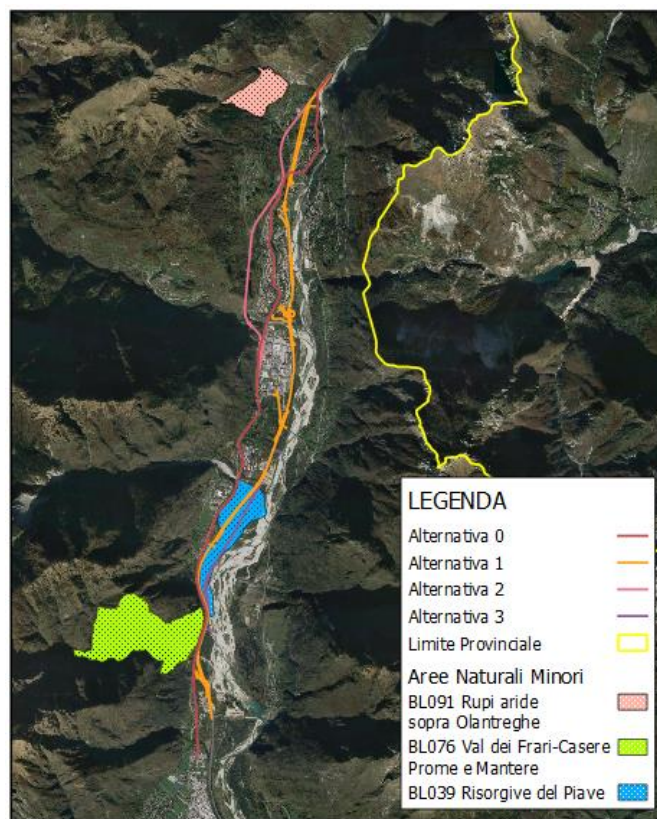 LEGENDA
Alternativa 0
Alternativa 1
Alternativa 2
Alternativa 3
Limite Provinciale
Aree Naturali Minori
BL091 Rupi aride
sopra Olantreghe
BL076 Val dei Frari-Casere
Prome e Mantere
BL039 Risorgive del Piave